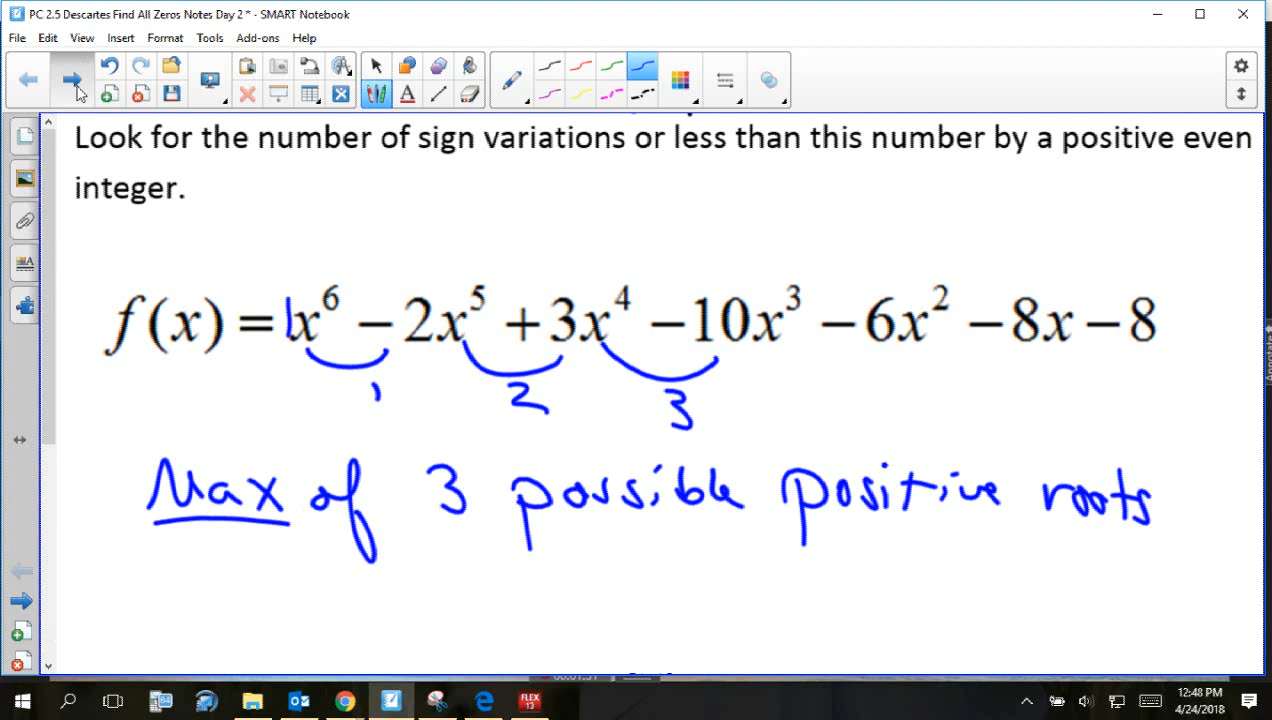 PC 2.5 Descartes Find All Zeros Notes Day 2 * - SMART Notebook
File Edit View Insert Format Tools Add-ons Help
Look for the number of sign variations or less than this number by a positive even
integer.
f(x) = 1x⁶ − 2x⁵ + 3x⁴ − 10x³ − 6x² − 8x − 8
1 2 3
Max of 3 possible positive roots
FLEX
13
12:48 PM
4/24/2018